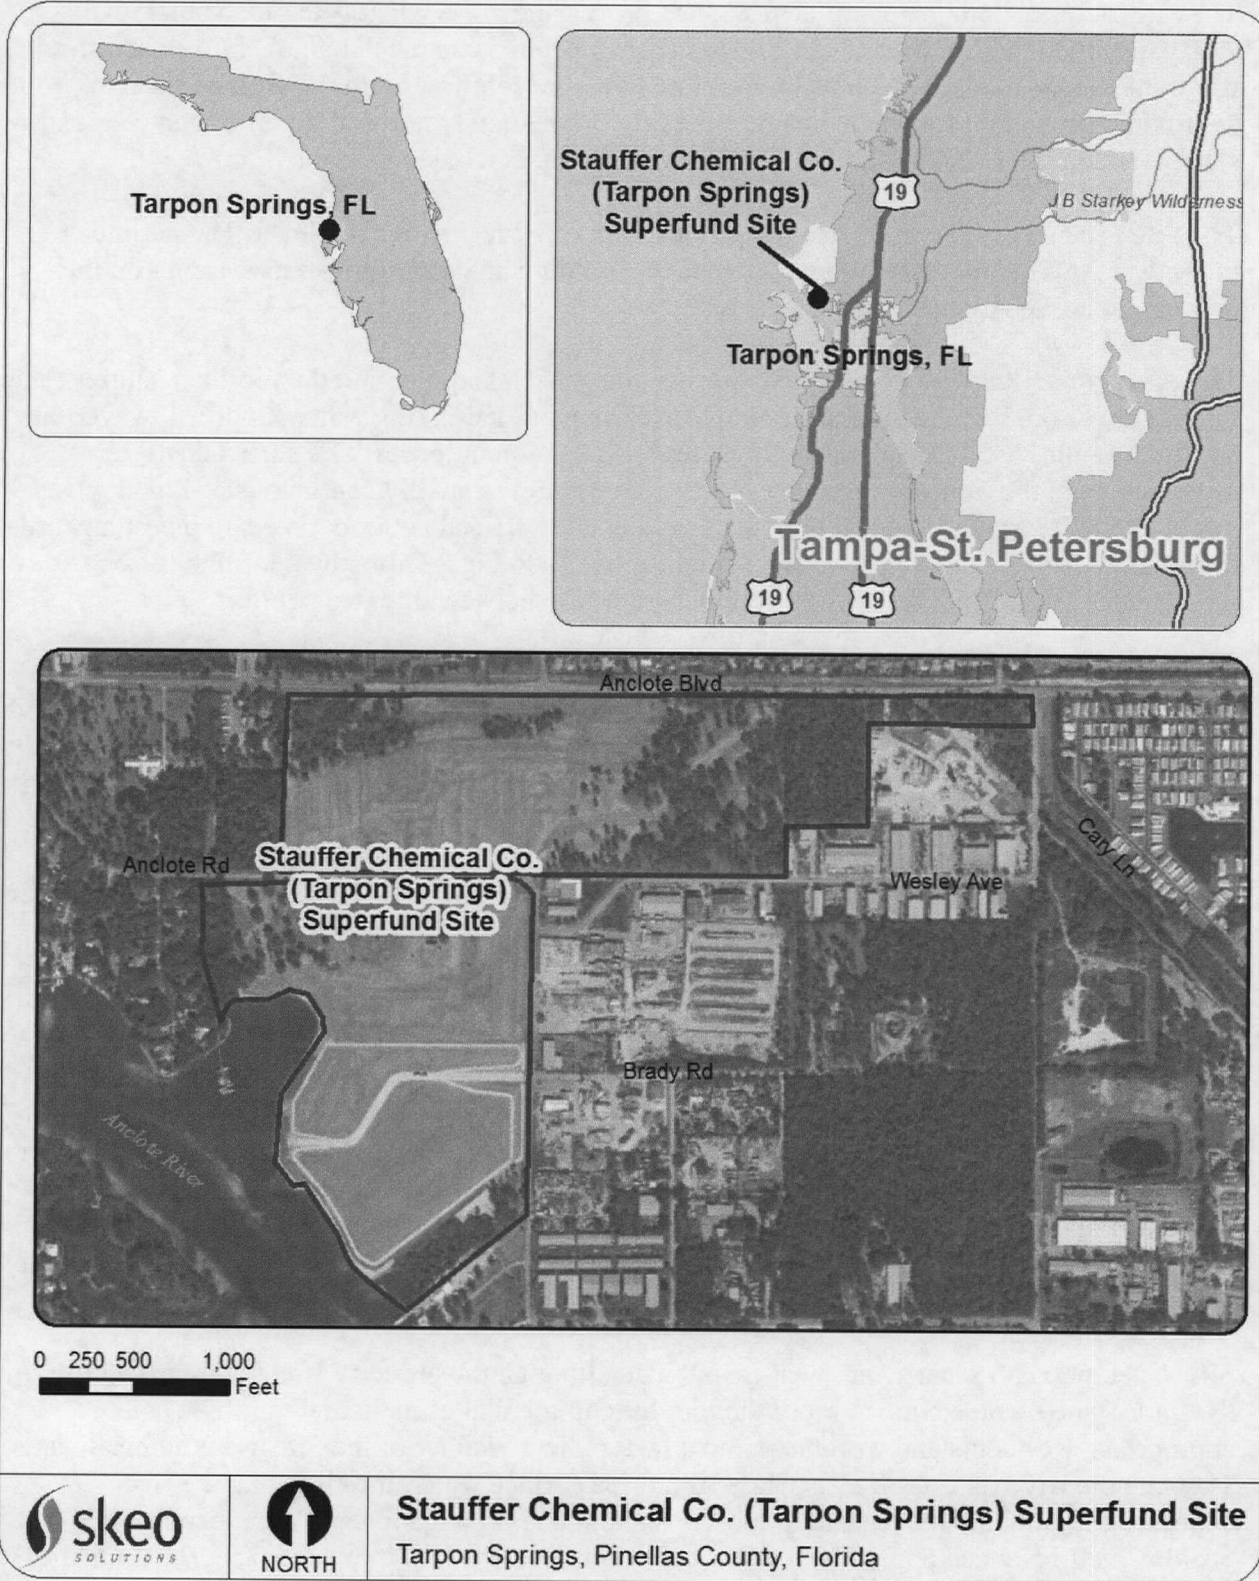 Tarpon Springs, FL
Stauffer Chemical Co.
(Tarpon Springs)
Superfund Site
19
J B Starkey Wilderness
Tarpon Springs, FL
Tampa-St. Petersburg
19
19
Anclote Blvd
Anclote Rd
Stauffer Chemical Co.
(Tarpon Springs)
Superfund Site
Wesley Ave
Cary Ln
Brady Rd
Anclote River
0 250 500 1,000
Feet
skeo
SOLUTIONS
NORTH
Stauffer Chemical Co. (Tarpon Springs) Superfund Site
Tarpon Springs, Pinellas County, Florida